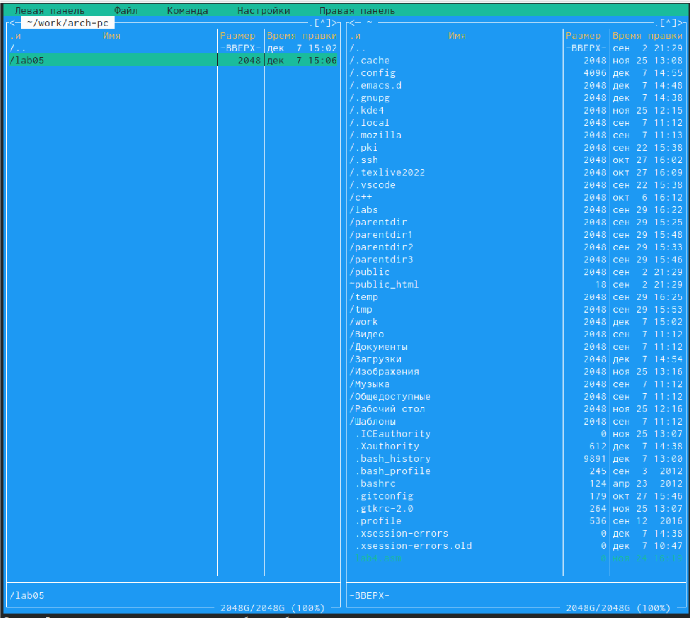 Левая панель Файл Команда Настройки Правая панель
<─ ~/work/arch-pc .[^]>
.и Имя Размер Время правки
/.. -ВВЕРХ- дек 7 15:02
/lab05 2048 дек 7 15:06
/lab05
2048G/2048G (100%)
<─ ~ .[^]>
.и Имя Размер Время правки
/.. -ВВЕРХ- сен 2 21:29
/.cache 2048 ноя 25 13:08
/.config 4096 дек 7 14:55
/.emacs.d 2048 дек 7 14:48
/.gnupg 2048 дек 7 14:38
/.kde4 2048 ноя 25 12:15
/.local 2048 сен 7 11:12
/.mozilla 2048 сен 7 11:13
/.pki 2048 сен 22 15:38
/.ssh 2048 окт 27 16:02
/.texlive2022 2048 окт 27 16:09
/.vscode 2048 сен 22 15:38
/c++ 2048 окт 6 16:12
/labs 2048 сен 29 16:22
/parentdir 2048 сен 29 15:25
/parentdir1 2048 сен 29 15:48
/parentdir2 2048 сен 29 15:33
/parentdir3 2048 сен 29 15:46
/public 2048 сен 2 21:29
~public_html 18 сен 2 21:29
/temp 2048 сен 29 16:25
/tmp 2048 сен 29 15:53
/work 2048 дек 7 15:02
/Видео 2048 сен 7 11:12
/Документы 2048 сен 7 11:12
/Загрузки 2048 дек 7 14:54
/Изображения 2048 ноя 25 13:16
/Музыка 2048 сен 7 11:12
/Общедоступные 2048 сен 7 11:12
/Рабочий стол 2048 ноя 25 12:16
/Шаблоны 2048 сен 7 11:12
.ICEauthority 0 ноя 25 13:07
.Xauthority 612 дек 7 14:38
.bash_history 9891 дек 7 13:00
.bash_profile 245 сен 3 2012
.bashrc 124 апр 23 2012
.gitconfig 179 окт 27 15:46
.gtkrc-2.0 264 ноя 25 13:07
.profile 536 сен 12 2016
.xsession-errors 0 дек 7 14:38
.xsession-errors.old 0 дек 7 10:47
-ВВЕРХ-
2048G/2048G (100%)